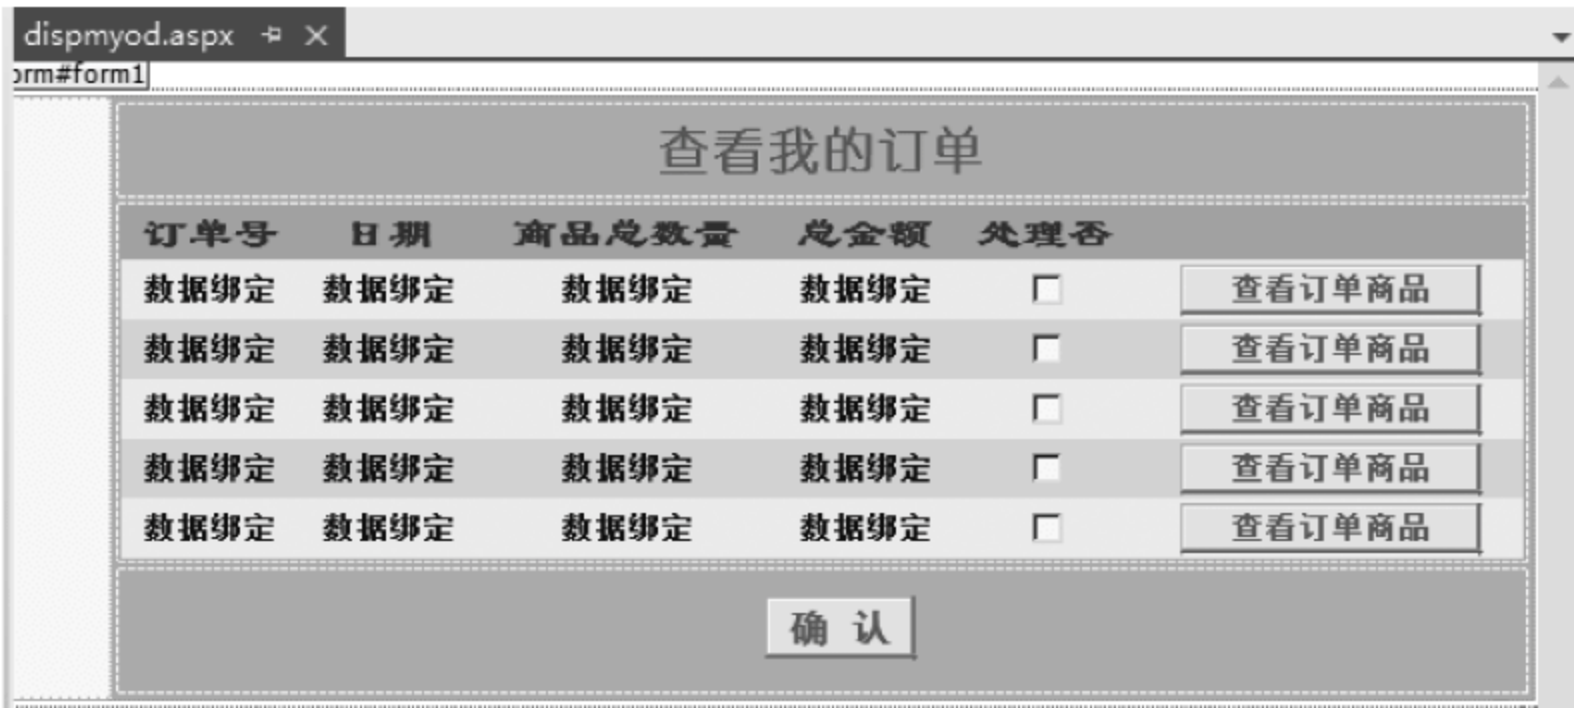 dispmyod.aspx
orm#form1
查看我的订单
订单号 日期 商品总数量 总金额 处理否
数据绑定 数据绑定 数据绑定 数据绑定 查看订单商品
数据绑定 数据绑定 数据绑定 数据绑定 查看订单商品
数据绑定 数据绑定 数据绑定 数据绑定 查看订单商品
数据绑定 数据绑定 数据绑定 数据绑定 查看订单商品
数据绑定 数据绑定 数据绑定 数据绑定 查看订单商品
确 认